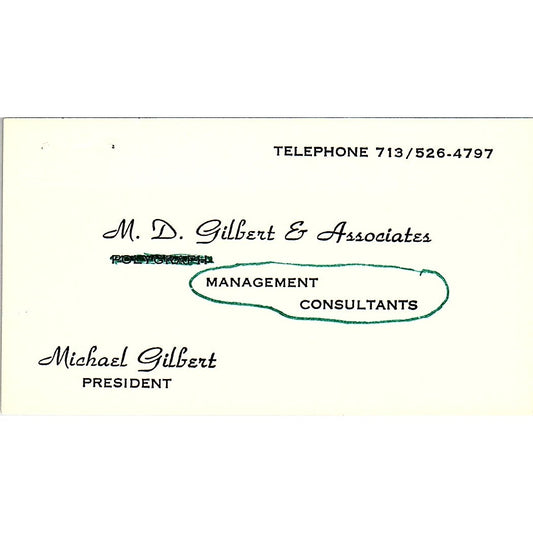 TELEPHONE 713/526-4797
M. D. Gilbert & Associates
MANAGEMENT
CONSULTANTS
Michael Gilbert
PRESIDENT